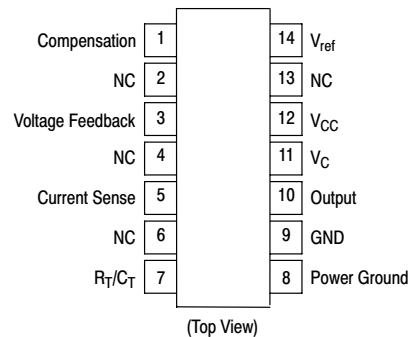 Compensation 1 14 Vref
NC 2 13 NC
Voltage Feedback 3 12 VCC
NC 4 11 VC
Current Sense 5 10 Output
NC 6 9 GND
RT/CT 7 8 Power Ground
(Top View)